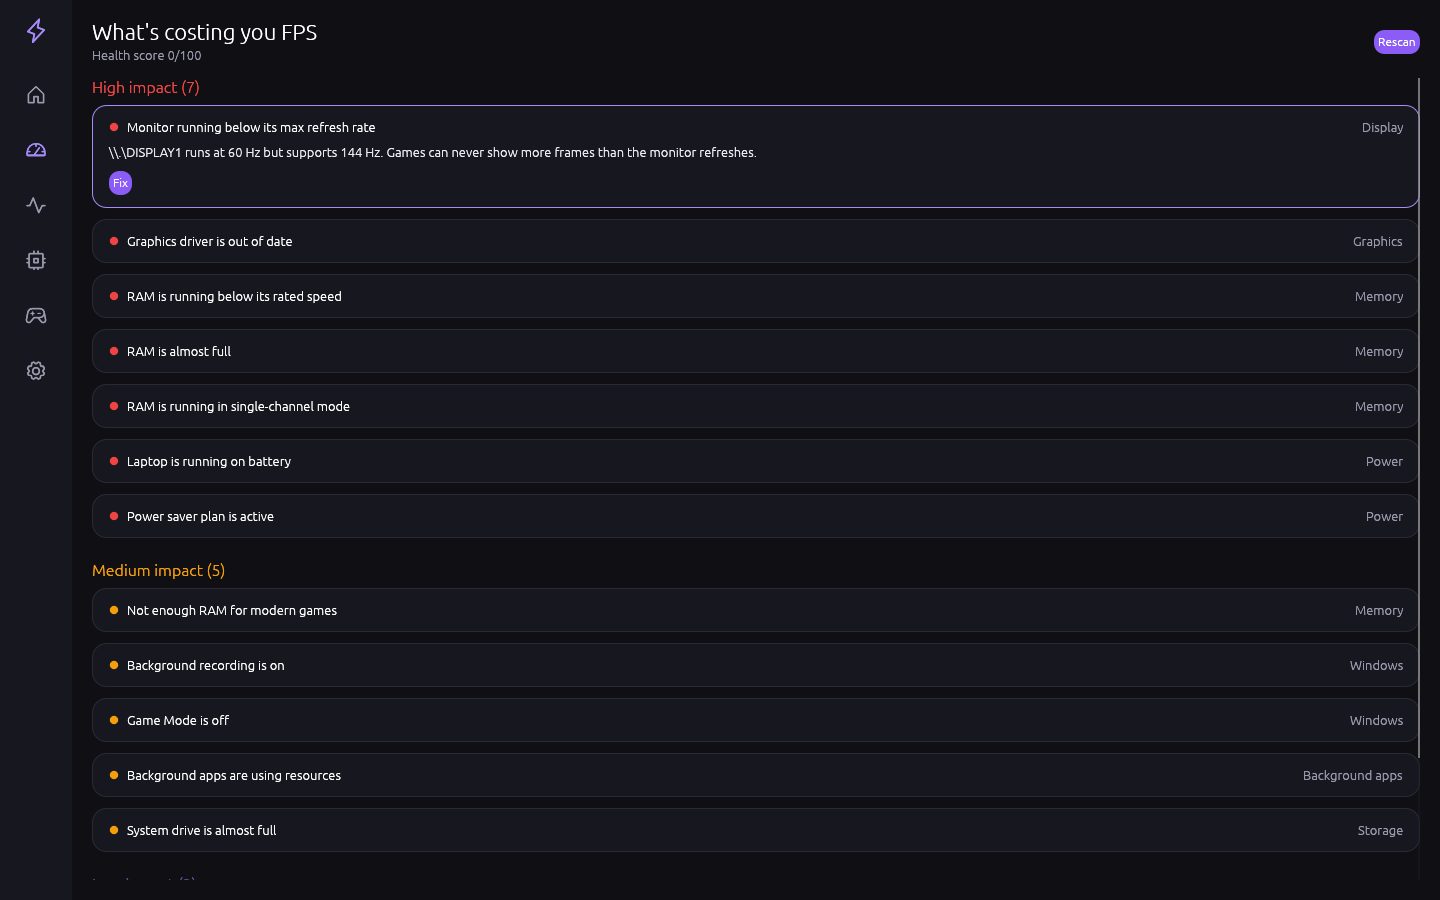 What's costing you FPS
Health score 0/100
Rescan
High impact (7)
Monitor running below its max refresh rate
Display
\\.\DISPLAY1 runs at 60 Hz but supports 144 Hz. Games can never show more frames than the monitor refreshes.
Fix
Graphics driver is out of date
Graphics
RAM is running below its rated speed
Memory
RAM is almost full
Memory
RAM is running in single-channel mode
Memory
Laptop is running on battery
Power
Power saver plan is active
Power
Medium impact (5)
Not enough RAM for modern games
Memory
Background recording is on
Windows
Game Mode is off
Windows
Background apps are using resources
Background apps
System drive is almost full
Storage